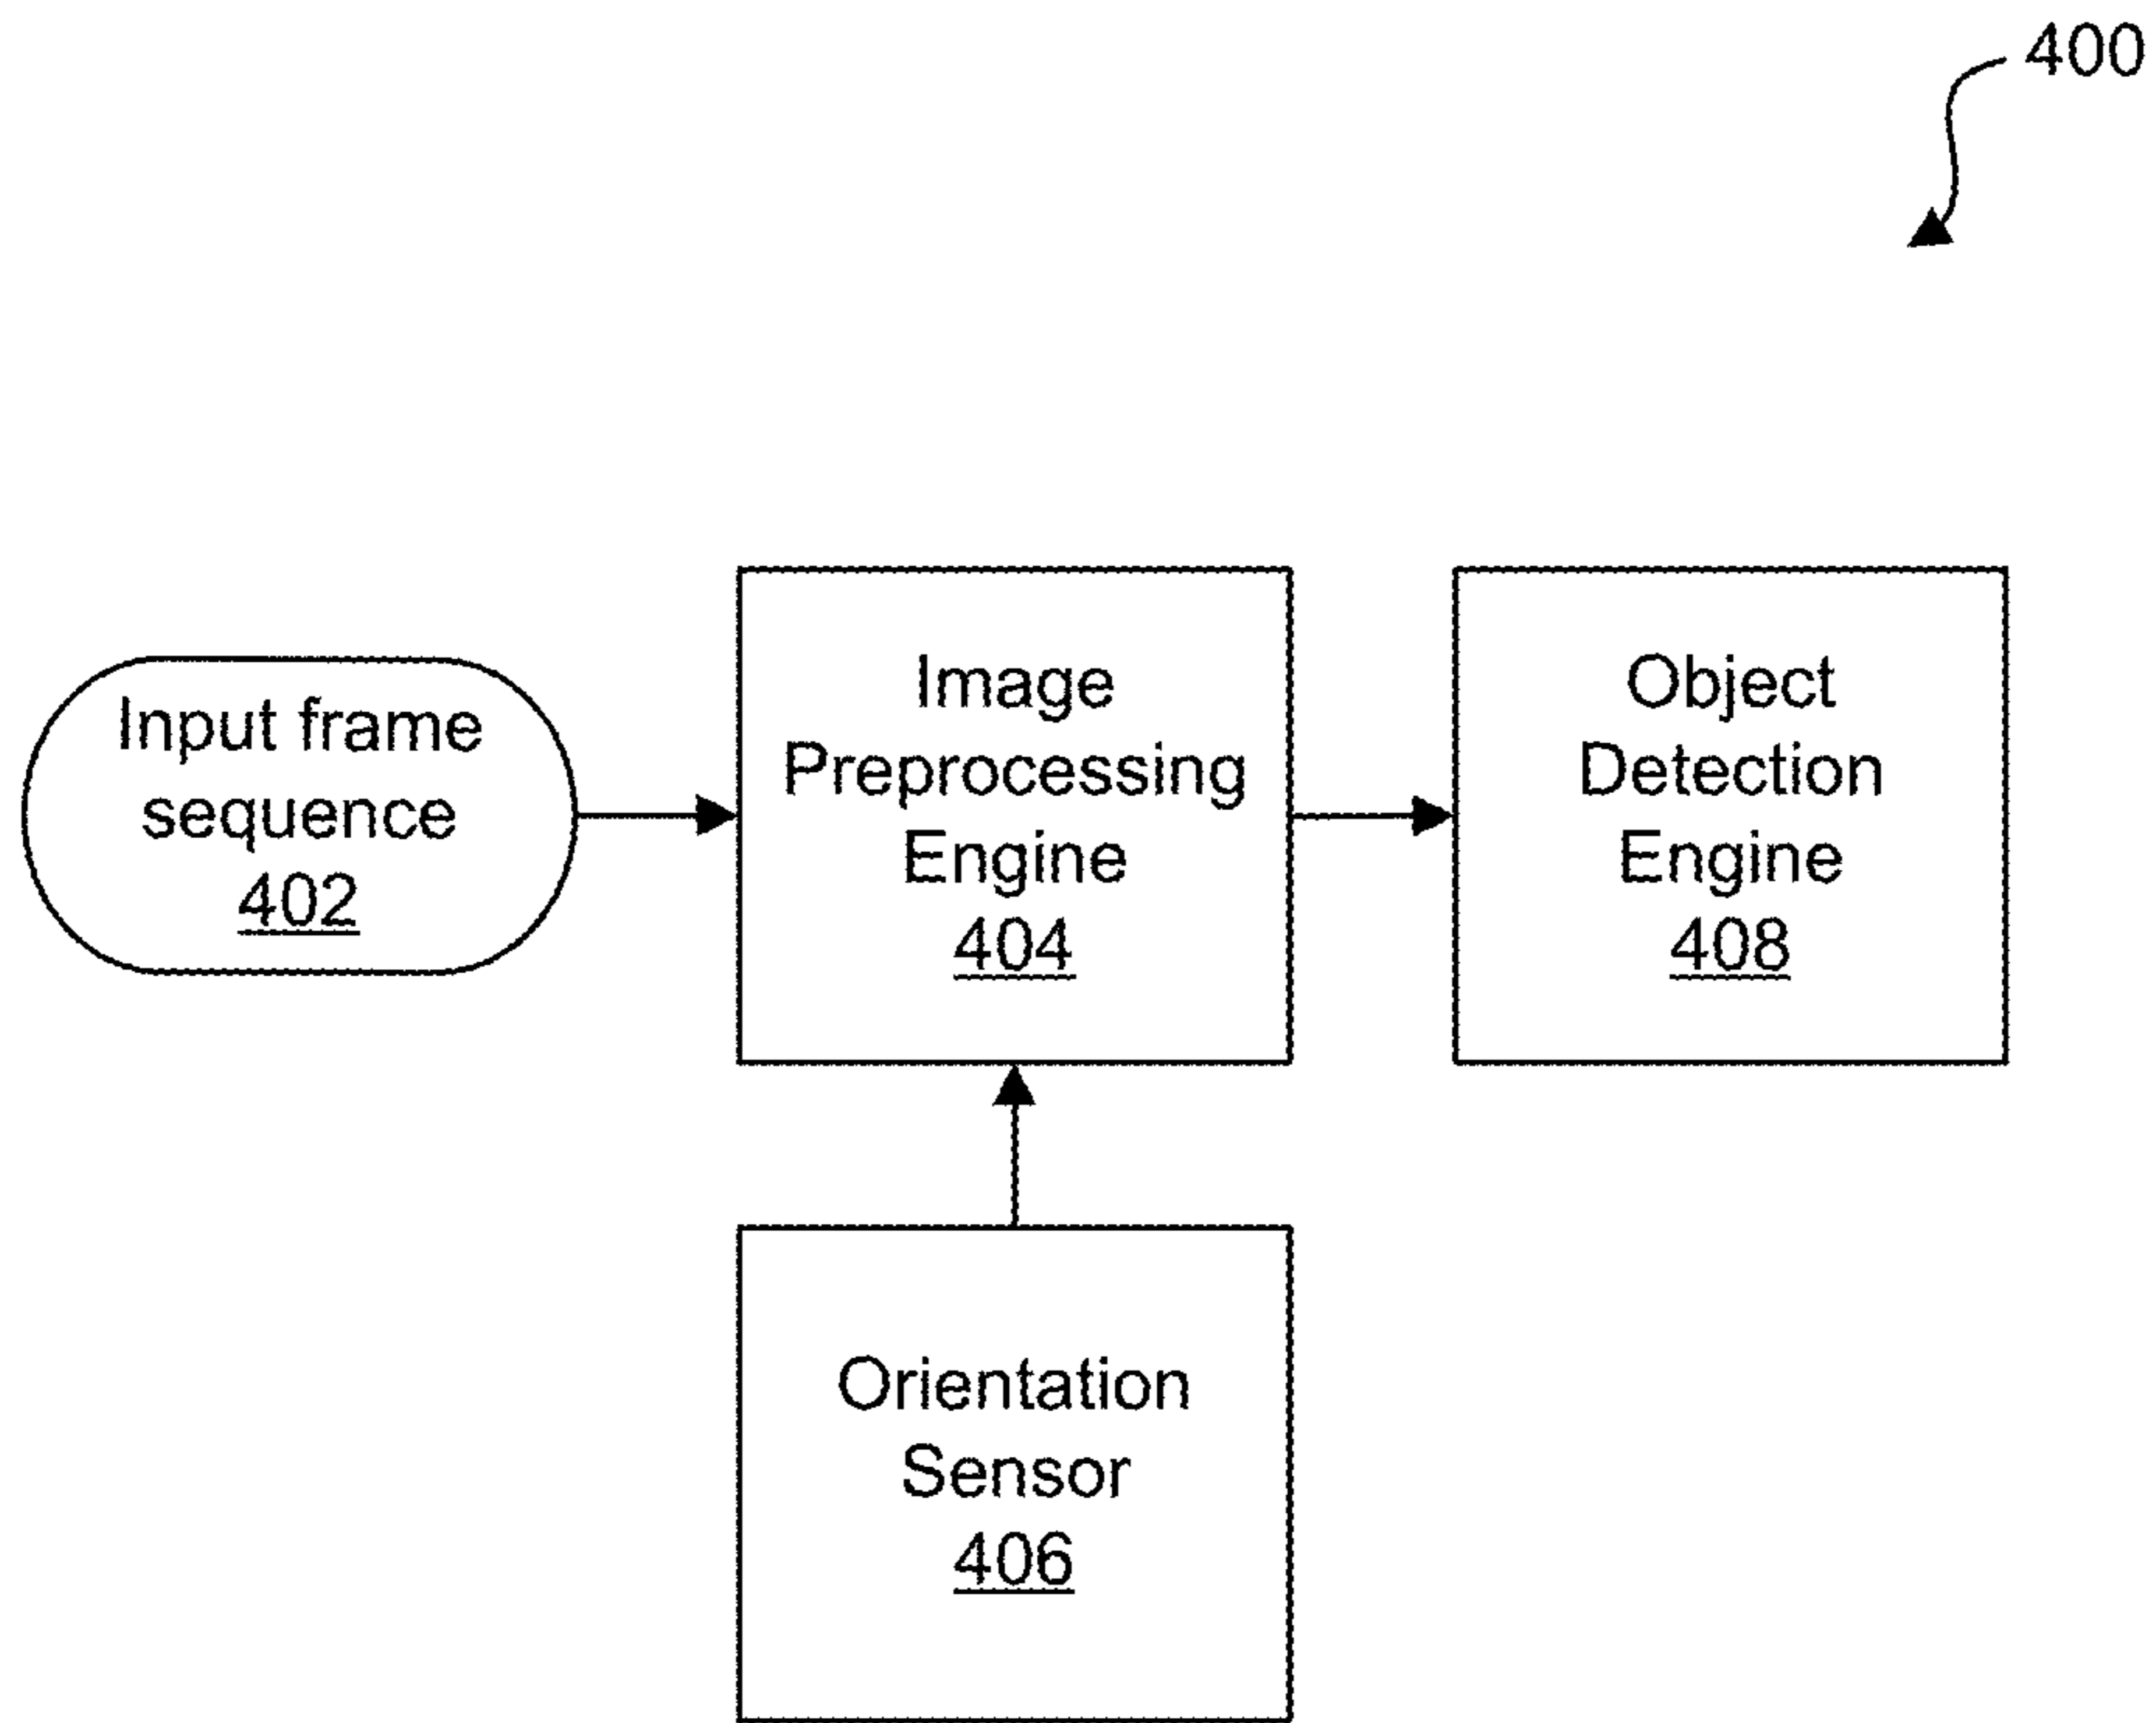 400
Input frame
sequence
402
Image
Preprocessing
Engine
404
Object
Detection
Engine
408
Orientation
Sensor
406